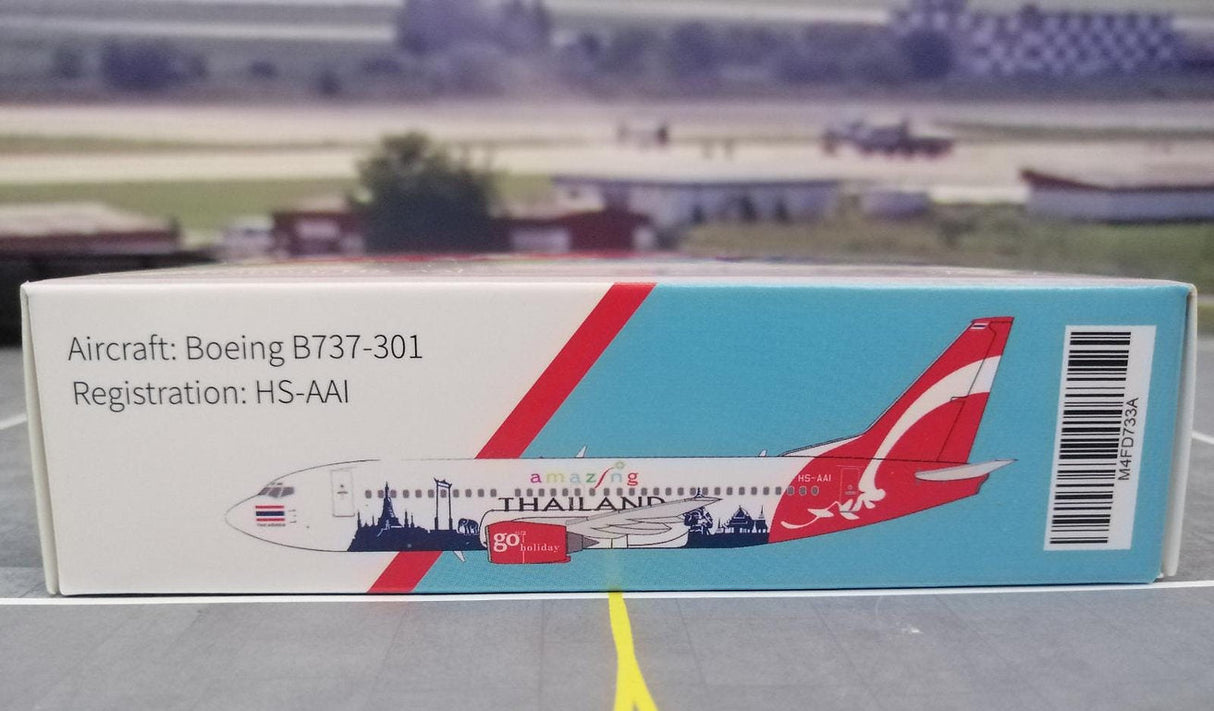 Aircraft: Boeing B737-301
Registration: HS-AAI
amazing
THAILAND
HS-AAI
go holiday
M4FD733A